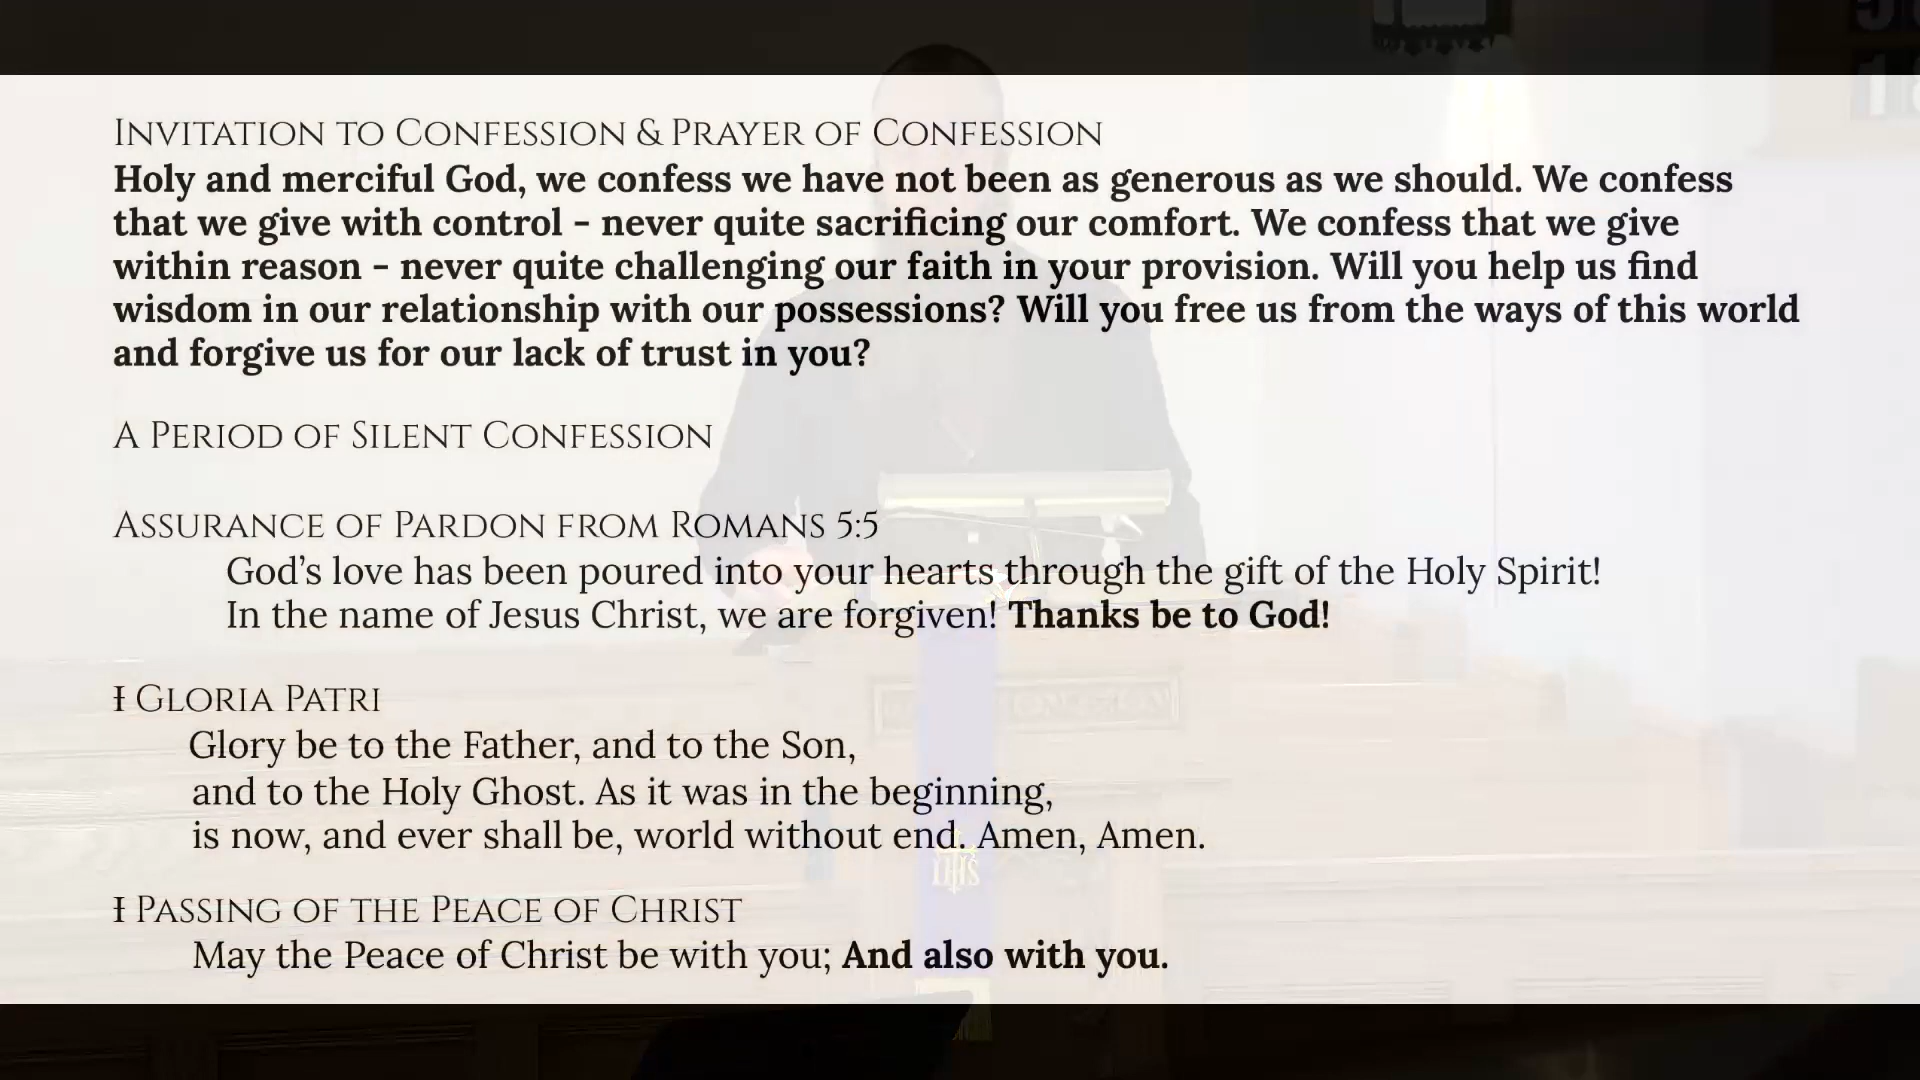 Invitation to Confession & Prayer of Confession
Holy and merciful God, we confess we have not been as generous as we should. We confess
that we give with control - never quite sacrificing our comfort. We confess that we give
within reason - never quite challenging our faith in your provision. Will you help us find
wisdom in our relationship with our possessions? Will you free us from the ways of this world
and forgive us for our lack of trust in you?
A Period of Silent Confession
Assurance of Pardon from Romans 5:5
God’s love has been poured into your hearts through the gift of the Holy Spirit!
In the name of Jesus Christ, we are forgiven! Thanks be to God!
Ɨ Gloria Patri
Glory be to the Father, and to the Son,
and to the Holy Ghost. As it was in the beginning,
is now, and ever shall be, world without end. Amen, Amen.
Ɨ Passing of the Peace of Christ
May the Peace of Christ be with you; And also with you.
IHS